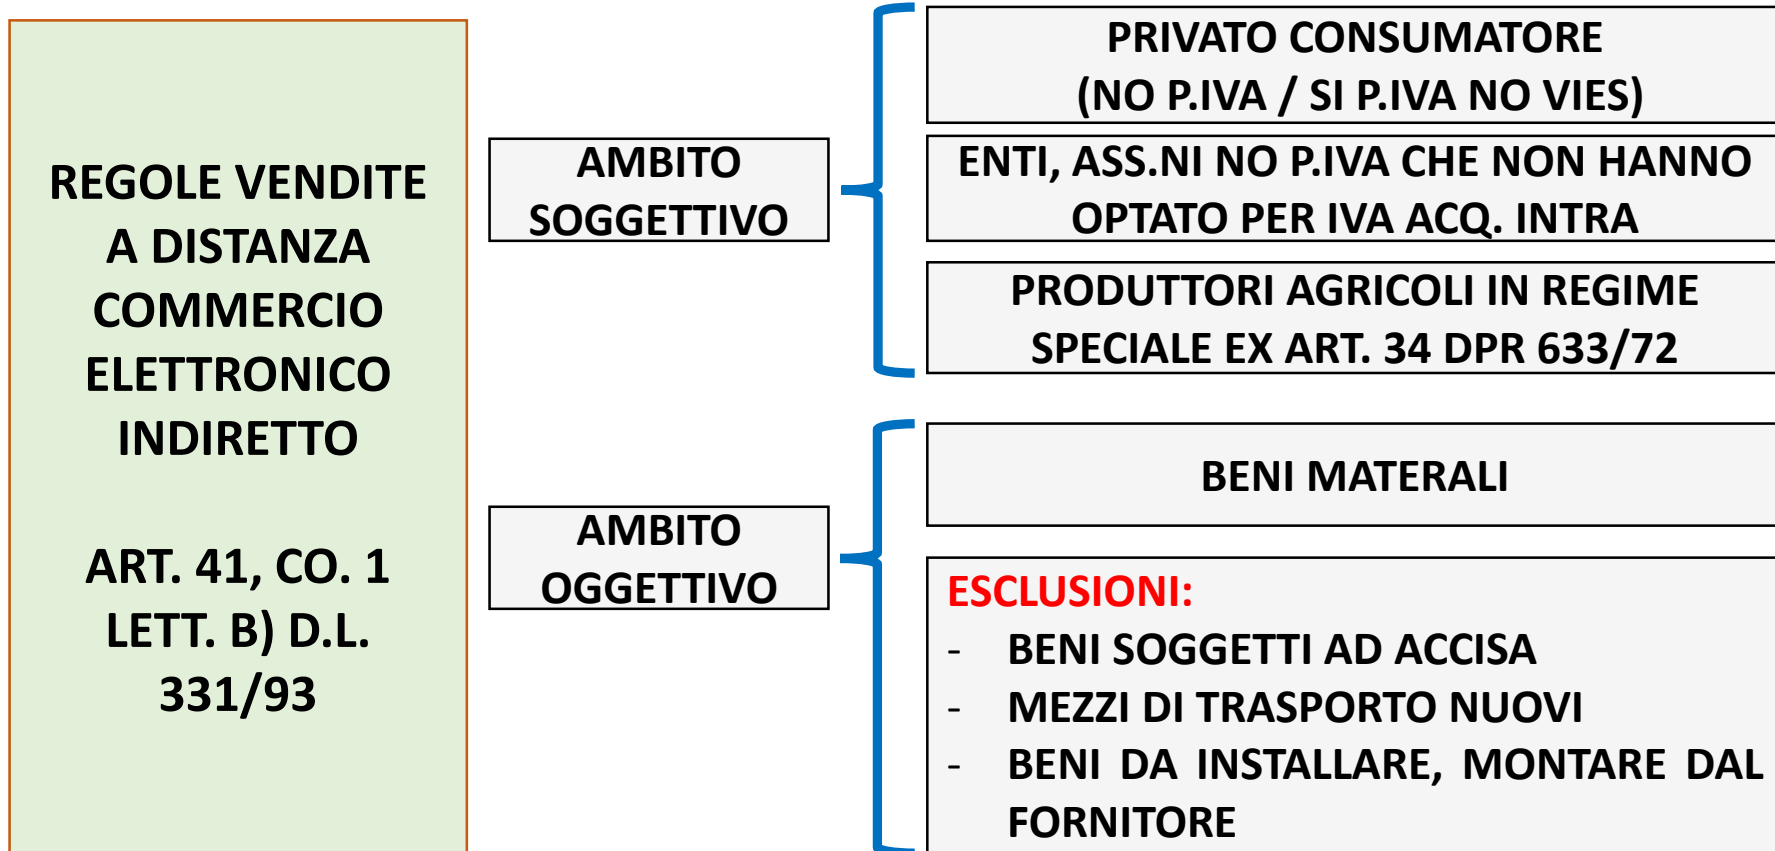 REGOLE VENDITE
A DISTANZA
COMMERCIO
ELETTRONICO
INDIRETTO
ART. 41, CO. 1
LETT. B) D.L.
331/93
AMBITO
SOGGETTIVO
PRIVATO CONSUMATORE
(NO P.IVA / SI P.IVA NO VIES)
ENTI, ASS.NI NO P.IVA CHE NON HANNO
OPTATO PER IVA ACQ. INTRA
PRODUTTORI AGRICOLI IN REGIME
SPECIALE EX ART. 34 DPR 633/72
AMBITO
OGGETTIVO
BENI MATERALI
ESCLUSIONI:
- BENI SOGGETTI AD ACCISA
- MEZZI DI TRASPORTO NUOVI
- BENI DA INSTALLARE, MONTARE DAL
FORNITORE